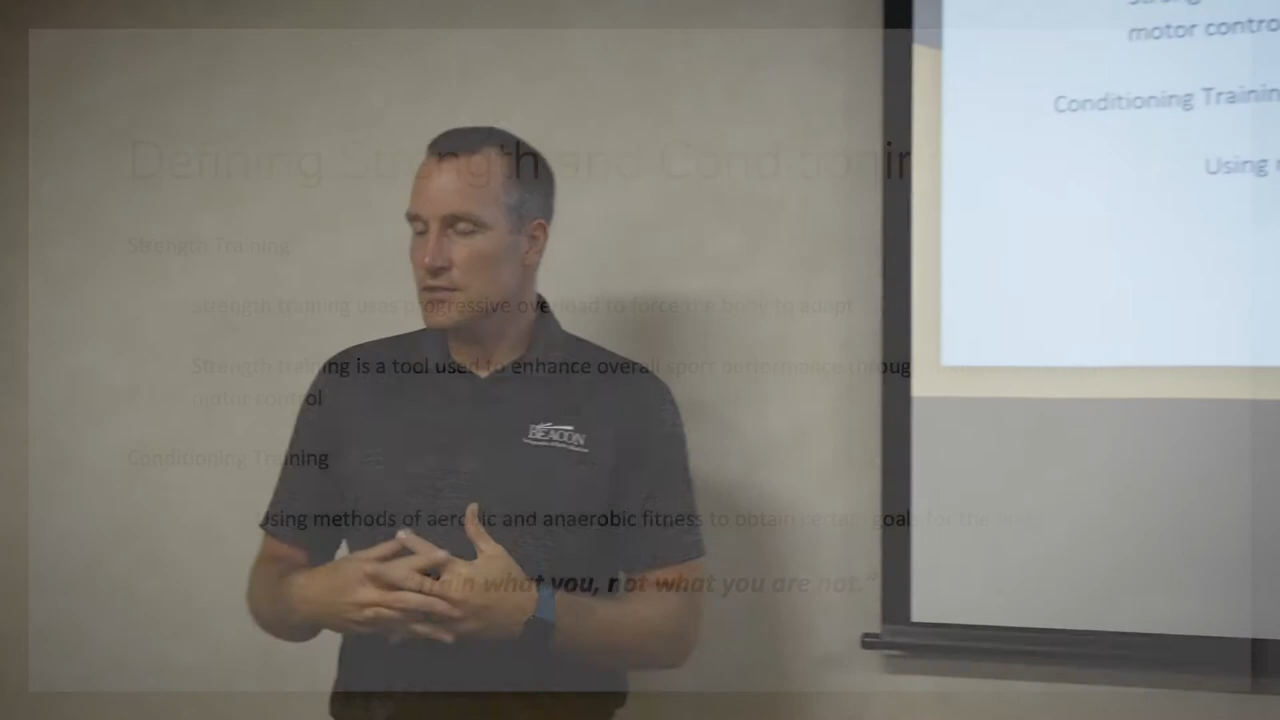 motor contro
Conditioning Trainin
Using
Defining Strength and Conditionin
Strength Training
Strength training uses progressive overload to force the body to adapt
Strength training is a tool used to enhance overall sport performance through
motor control
Conditioning Training
Using methods of aerobic and anaerobic fitness to obtain certain goals for the
BEACON
Train what you, not what you are not.”